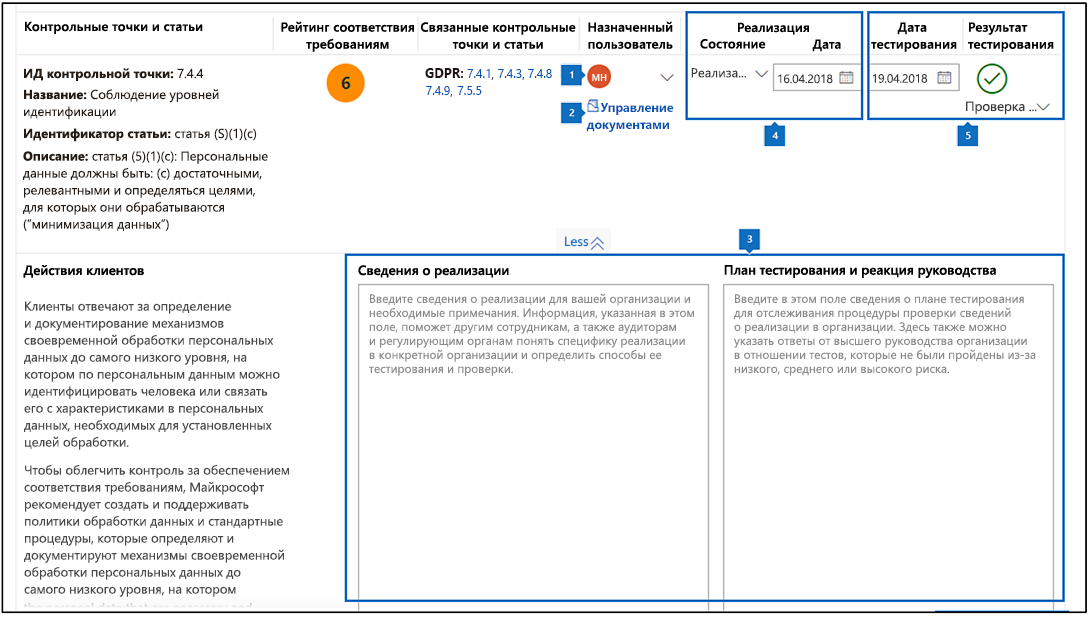 Контрольные точки и статьи
Рейтинг соответствия
требованиям
Связанные контрольные
точки и статьи
Назначенный
пользователь
Реализация
Состояние Дата
Дата
тестирования
Результат
тестирования
ИД контрольной точки: 7.4.4
Название: Соблюдение уровней
идентификации
Идентификатор статьи: статья (S)(1)(c)
Описание: статья (5)(1)(c): Персональные
данные должны быть: (c) достаточными,
релевантными и определяться целями,
для которых они обрабатываются
("минимизация данных")
6
GDPR: 7.4.1, 7.4.3, 7.4.8
7.4.9, 7.5.5
1
МН
2
Управление
документами
Реализа...
16.04.2018
4
19.04.2018
Проверка ...
5
Less
3
Действия клиентов
Клиенты отвечают за определение
и документирование механизмов
своевременной обработки персональных
данных до самого низкого уровня, на
котором по персональным данным можно
идентифицировать человека или связать
его с характеристиками в персональных
данных, необходимых для установленных
целей обработки.
Чтобы облегчить контроль за обеспечением
соответствия требованиям, Майкрософт
рекомендует создать и поддерживать
политики обработки данных и стандартные
процедуры, которые определяют и
документируют механизмы своевременной
обработки персональных данных до
самого низкого уровня, на котором
Сведения о реализации
Введите сведения о реализации для вашей организации и
необходимые примечания. Информация, указанная в этом
поле, поможет другим сотрудникам, а также аудиторам
и регулирующим органам понять специфику реализации
в конкретной организации и определить способы ее
тестирования и проверки.
План тестирования и реакция руководства
Введите в этом поле сведения о плане тестирования
для отслеживания процедуры проверки сведений
о реализации в организации. Здесь также можно
указать ответы от высшего руководства организации
в отношении тестов, которые не были пройдены из-за
низкого, среднего или высокого риска.